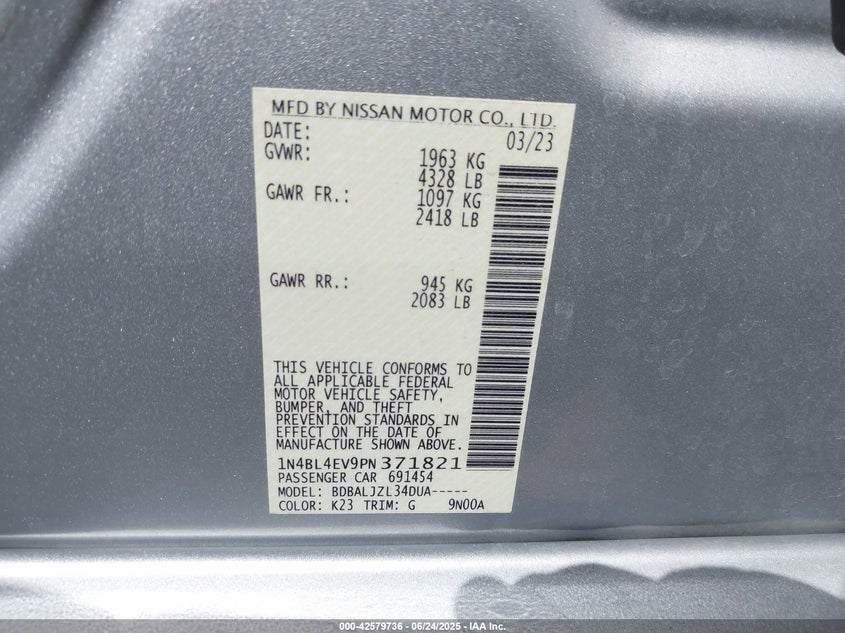 MFD BY NISSAN MOTOR CO., LTD.
DATE: 03/23
GVWR: 1963 KG
4328 LB
GAWR FR.: 1097 KG
2418 LB
GAWR RR.: 945 KG
2083 LB
THIS VEHICLE CONFORMS TO
ALL APPLICABLE FEDERAL
MOTOR VEHICLE SAFETY,
BUMPER, AND THEFT
PREVENTION STANDARDS IN
EFFECT ON THE DATE OF
MANUFACTURE SHOWN ABOVE.
1N4BL4EV9PN371821
PASSENGER CAR 691454
MODEL: BDBALJZL34DUA-----
COLOR: K23 TRIM: G 9N00A
000-42579736 - 06/24/2025 - IAA Inc.